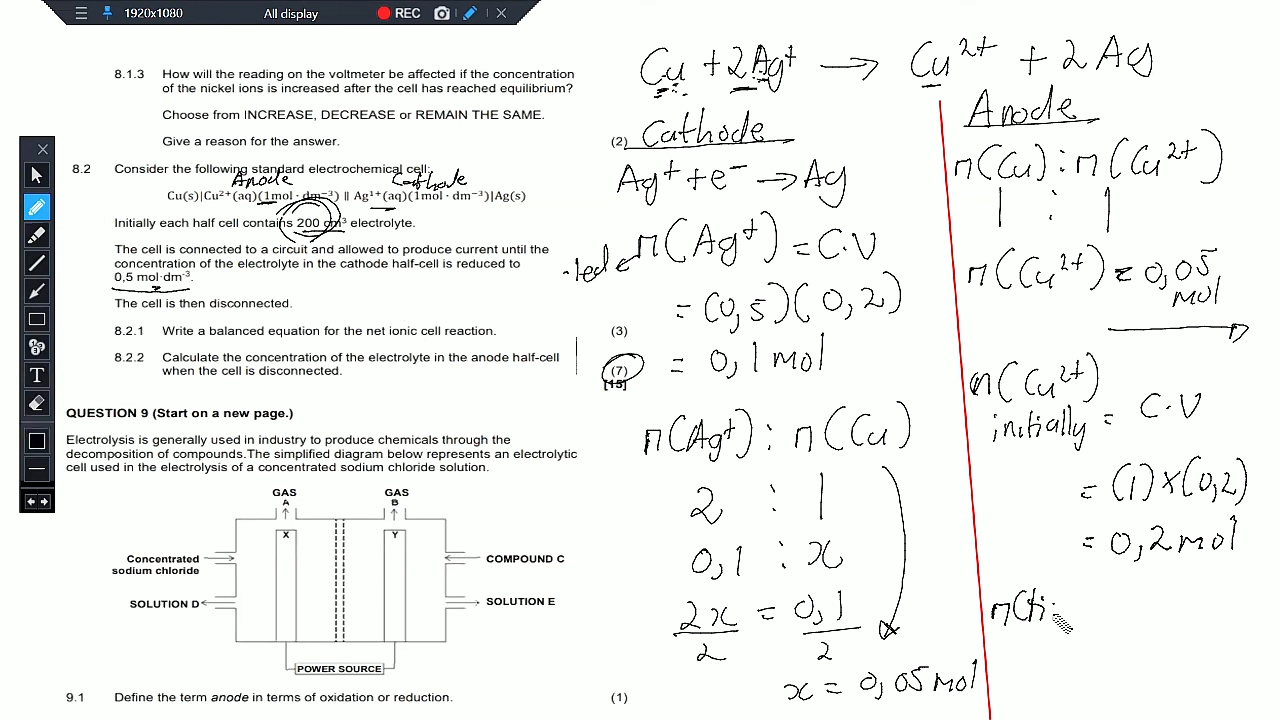 1920x1080 All display REC
8.1.3 How will the reading on the voltmeter be affected if the concentration
of the nickel ions is increased after the cell has reached equilibrium?
Choose from INCREASE, DECREASE or REMAIN THE SAME.
Give a reason for the answer. (2)
8.2 Consider the following standard electrochemical cell:
Anode Cathode
Cu(s)|Cu²⁺(aq)(1mol · dm⁻³) ∥ Ag¹⁺(aq)(1mol · dm⁻³)|Ag(s)
Initially each half cell contains 200 cm³ electrolyte.
The cell is connected to a circuit and allowed to produce current until the
concentration of the electrolyte in the cathode half-cell is reduced to
0,5 mol·dm⁻³.
The cell is then disconnected.
8.2.1 Write a balanced equation for the net ionic cell reaction. (3)
8.2.2 Calculate the concentration of the electrolyte in the anode half-cell
when the cell is disconnected. (7)
[15]
QUESTION 9 (Start on a new page.)
Electrolysis is generally used in industry to produce chemicals through the
decomposition of compounds.The simplified diagram below represents an electrolytic
cell used in the electrolysis of a concentrated sodium chloride solution.
GAS GAS
A B
X Y
Concentrated COMPOUND C
sodium chloride
SOLUTION D SOLUTION E
POWER SOURCE
9.1 Define the term anode in terms of oxidation or reduction. (1)
Cu + 2Ag⁺ → Cu²⁺ + 2Ag
Cathode
Ag⁺ + e⁻ → Ag
n(Ag⁺) = C·V
= (0,5)(0,2)
= 0,1 mol
n(Ag⁺) : n(Cu)
2 : 1
0,1 : x
2x = 0,1
2 2
x = 0,05 mol
Anode
n(Cu) : n(Cu²⁺)
1 : 1
n(Cu²⁺) = 0,05
mol
n(Cu²⁺)
initially = C·V
= (1)×(0,2)
= 0,2 mol